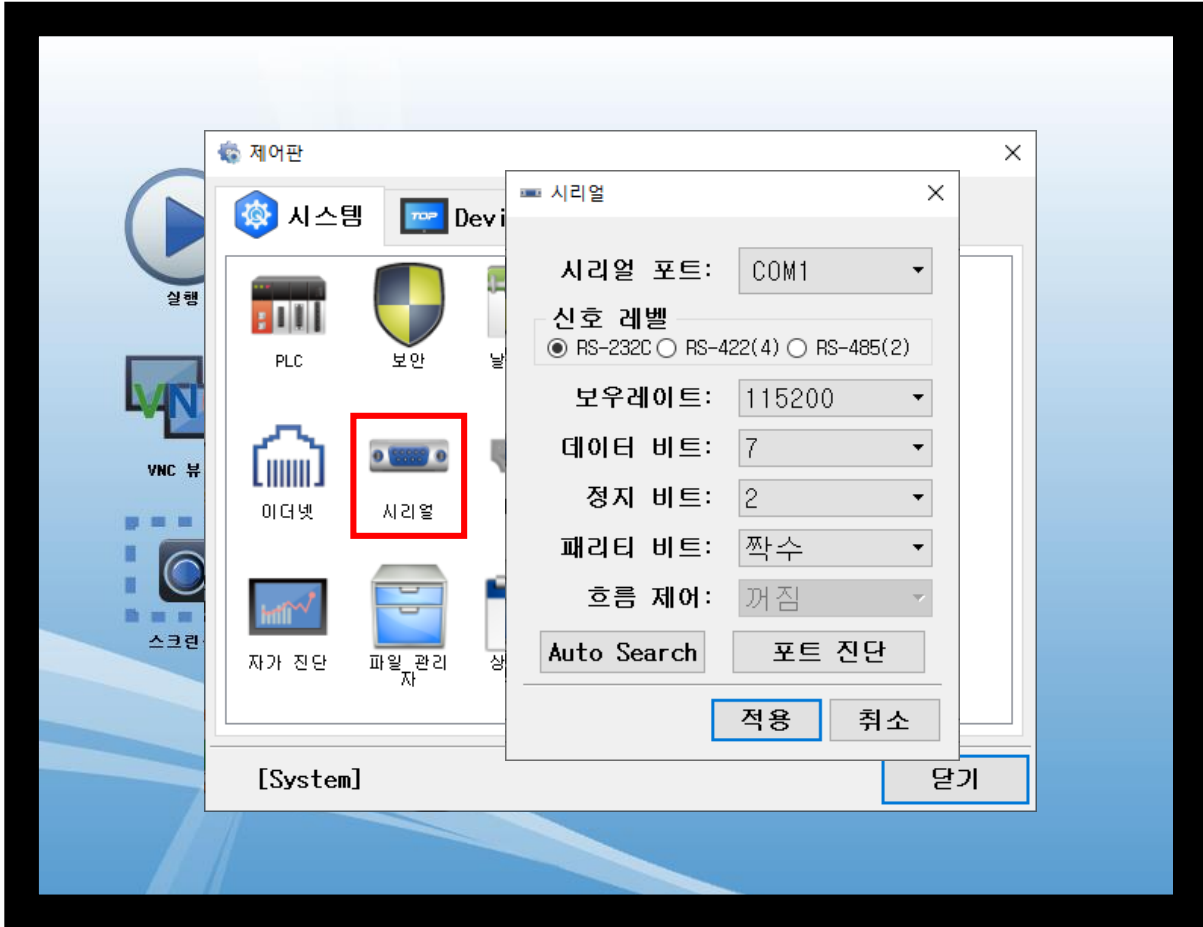 제어판
시리얼
시스템
TOP
Devi
시리얼 포트: COM1
신호 레벨
RS-232C RS-422(4) RS-485(2)
보우레이트: 115200
데이터 비트: 7
정지 비트: 2
패리티 비트: 짝수
흐름 제어: 꺼짐
Auto Search 포트 진단
적용 취소
실행
PLC
보안
날
VNC 뷰
이더넷
시리얼
스크린
자가 진단
파일 관리
자
상
[System]
닫기